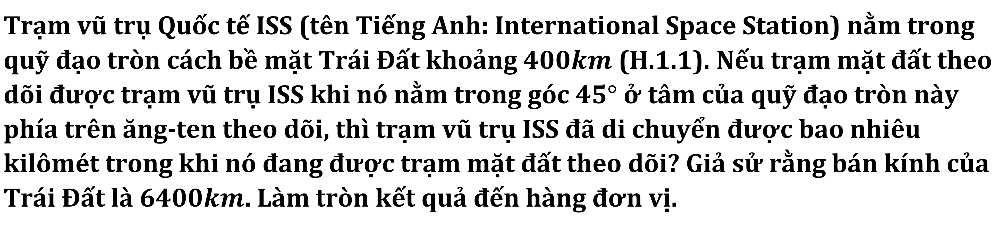 Trạm vũ trụ Quốc tế ISS (tên Tiếng Anh: International Space Station) nằm trong
quỹ đạo tròn cách bề mặt Trái Đất khoảng 400km (H.1.1). Nếu trạm mặt đất theo
dõi được trạm vũ trụ ISS khi nó nằm trong góc 45° ở tâm của quỹ đạo tròn này
phía trên ăng-ten theo dõi, thì trạm vũ trụ ISS đã di chuyển được bao nhiêu
kilômét trong khi nó đang được trạm mặt đất theo dõi? Giả sử rằng bán kính của
Trái Đất là 6400km. Làm tròn kết quả đến hàng đơn vị.